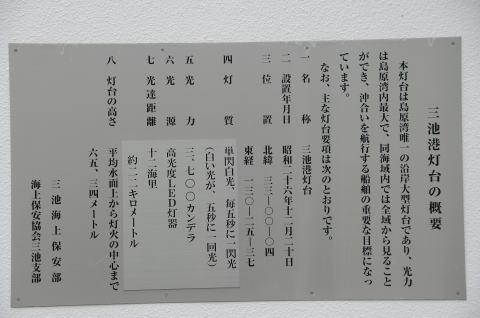 三池港灯台の概要
本灯台は島原湾唯一の沿岸大型灯台であり、光力
は島原湾内最大で、同海域内では全域から見ること
ができ、沖合いを航行する船舶の重要な目標になっ
ています。
なお、主な灯台要項は次のとおりです。
一 名称 三池港灯台
二 設置年月日 昭和二十六年十二月二十日
三 位置 北緯 三三―〇〇―〇四
東経 一三〇―二五―三七
四 灯質 単閃白光、毎五秒に一閃光
(白い光が、五秒に一回光)
五 光力 三、七〇〇カンデラ
六 光源 高光度LED灯器
七 光達距離 十二海里
約二二キロメートル
八 灯台の高さ 平均水面上から灯火の中心まで
六五、三四メートル
三池海上保安部
海上保安協会三池支部